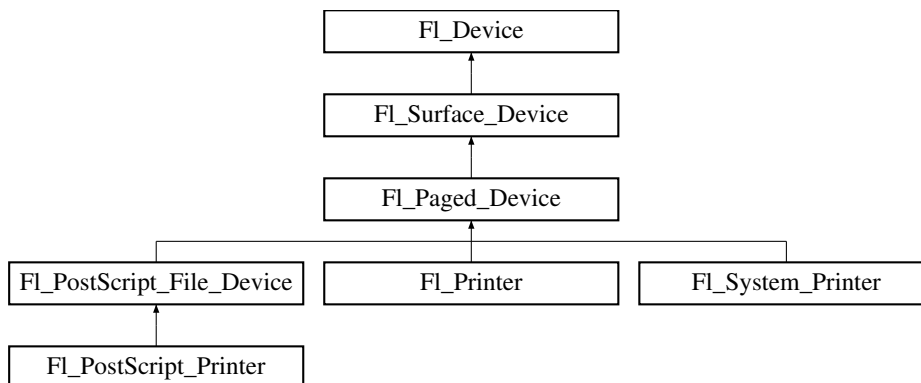 Fl_Device
Fl_Surface_Device
Fl_Paged_Device
Fl_PostScript_File_Device
Fl_Printer
Fl_System_Printer
Fl_PostScript_Printer